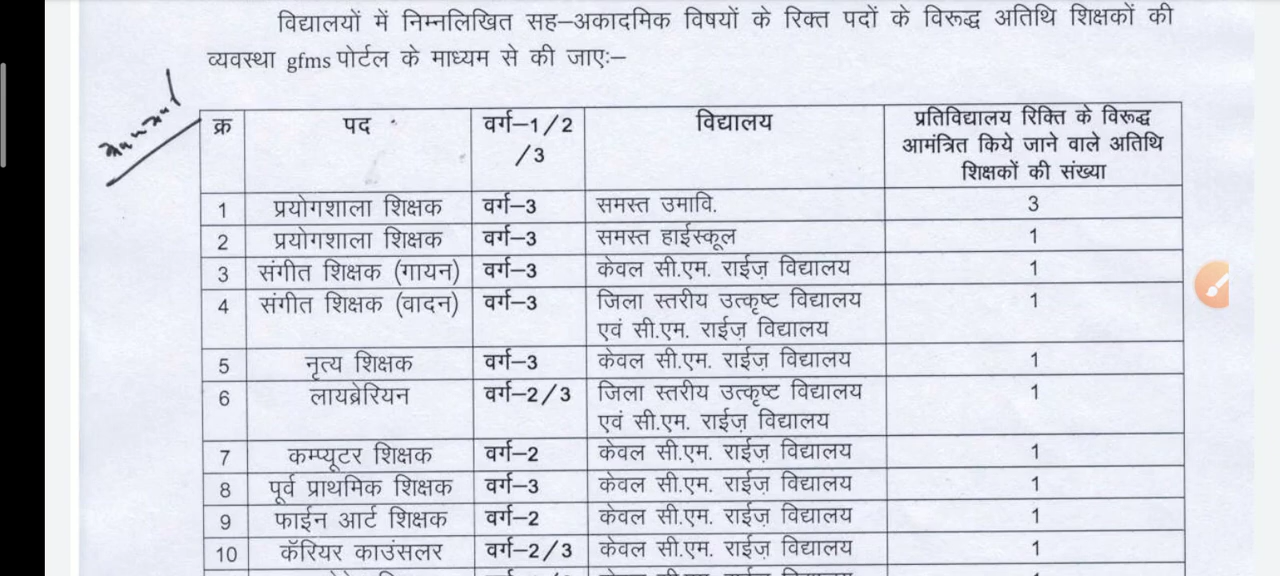 विद्यालयों में निम्नलिखित सह–अकादमिक विषयों के रिक्त पदों के विरूद्ध अतिथि शिक्षकों की
व्यवस्था gfms पोर्टल के माध्यम से की जाएः–
क्र पद वर्ग–1/2/3 विद्यालय प्रतिविद्यालय रिक्ति के विरूद्ध आमंत्रित किये जाने वाले अतिथि शिक्षकों की संख्या
1 प्रयोगशाला शिक्षक वर्ग–3 समस्त उमावि. 3
2 प्रयोगशाला शिक्षक वर्ग–3 समस्त हाईस्कूल 1
3 संगीत शिक्षक (गायन) वर्ग–3 केवल सी.एम. राईज़ विद्यालय 1
4 संगीत शिक्षक (वादन) वर्ग–3 जिला स्तरीय उत्कृष्ट विद्यालय 1
एवं सी.एम. राईज़ विद्यालय
5 नृत्य शिक्षक वर्ग–3 केवल सी.एम. राईज़ विद्यालय 1
6 लायब्रेरियन वर्ग–2/3 जिला स्तरीय उत्कृष्ट विद्यालय 1
एवं सी.एम. राईज़ विद्यालय
7 कम्प्यूटर शिक्षक वर्ग–2 केवल सी.एम. राईज़ विद्यालय 1
8 पूर्व प्राथमिक शिक्षक वर्ग–3 केवल सी.एम. राईज़ विद्यालय 1
9 फाईन आर्ट शिक्षक वर्ग–2 केवल सी.एम. राईज़ विद्यालय 1
10 कॅरियर काउंसलर वर्ग–2/3 केवल सी.एम. राईज़ विद्यालय 1